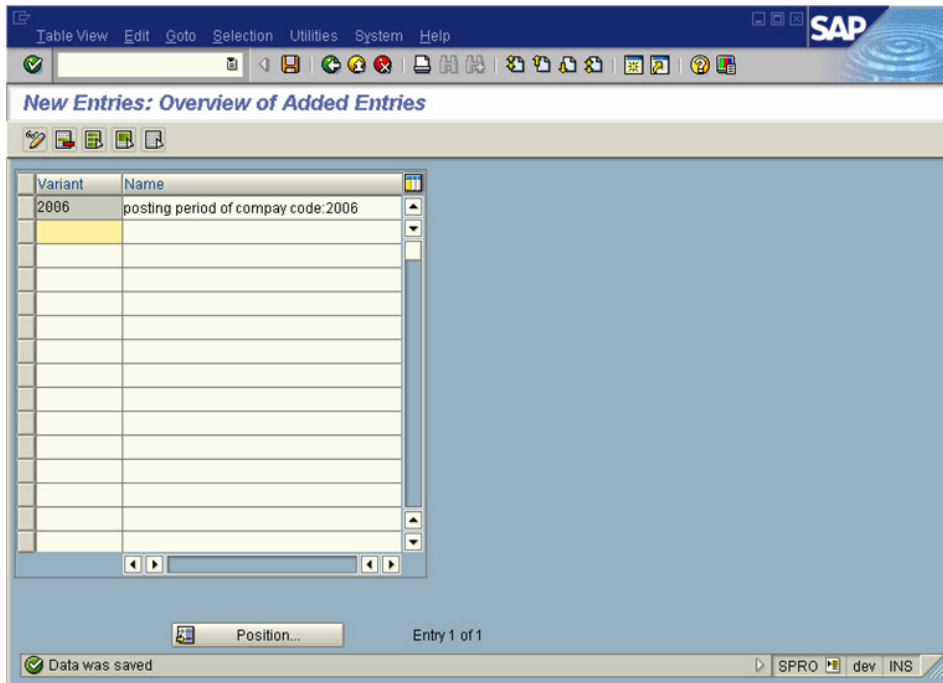 SAP
Table View Edit Goto Selection Utilities System Help
New Entries: Overview of Added Entries
Variant Name
2006 posting period of compay code:2006
Position... Entry 1 of 1
Data was saved SPRO dev INS